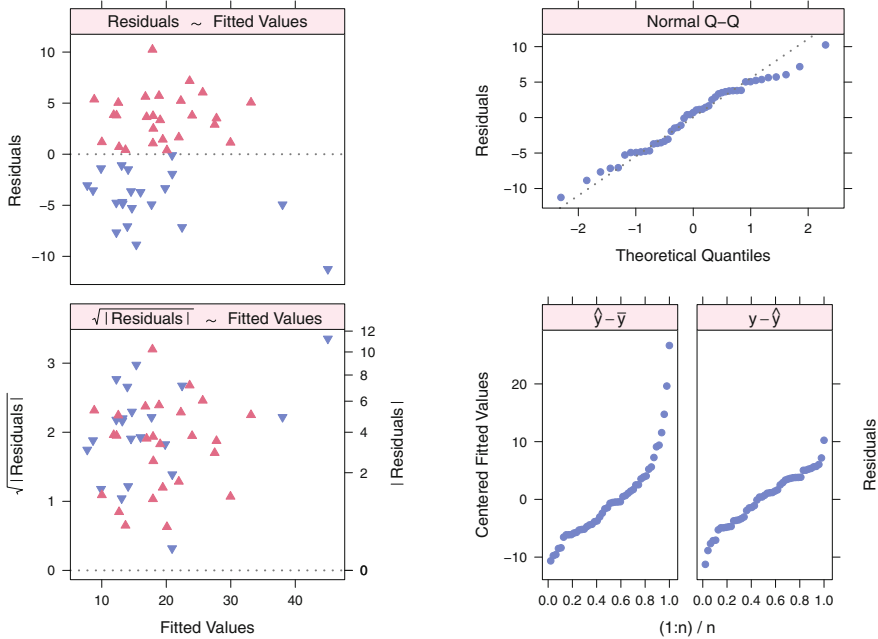 Residuals ~ Fitted Values
10
5
0
−5
−10
Residuals
√|Residuals| ~ Fitted Values
3
2
1
0
√|Residuals|
12
10
8
6
4
2
0
|Residuals|
10 20 30 40
Fitted Values
Normal Q−Q
10
5
0
−5
−10
Residuals
−2 −1 0 1 2
Theoretical Quantiles
ŷ − ȳ
y − ŷ
20
10
0
−10
Centered Fitted Values
Residuals
0.0 0.2 0.4 0.6 0.8 1.0
0.0 0.2 0.4 0.6 0.8 1.0
(1:n) / n